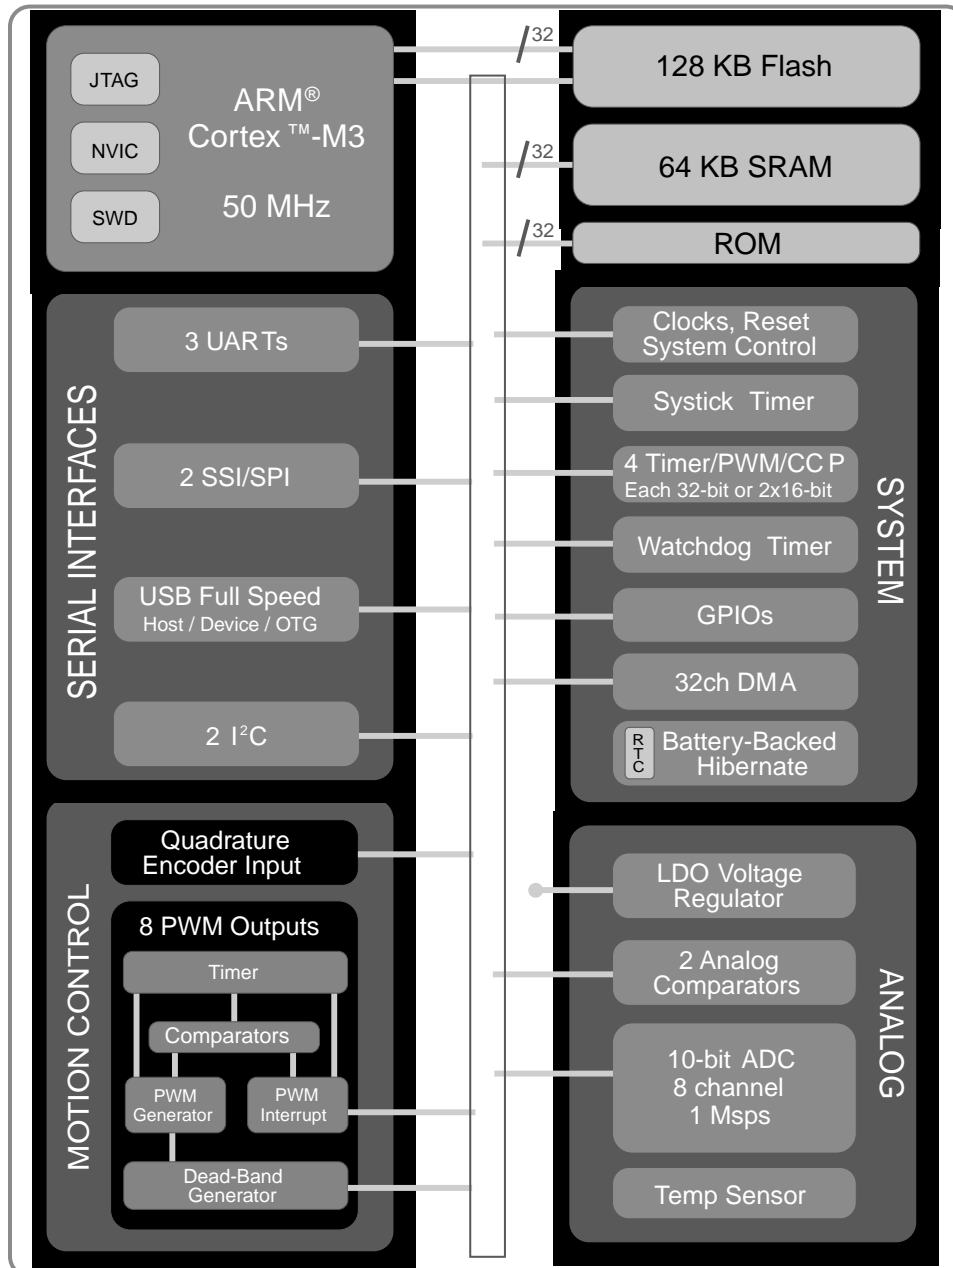 JTAG
NVIC
SWD
ARM®
Cortex™-M3
50 MHz
32
128 KB Flash
32
64 KB SRAM
32
ROM
SERIAL INTERFACES
3 UARTs
2 SSI/SPI
USB Full Speed
Host / Device / OTG
2 I²C
Clocks, Reset
System Control
Systick Timer
4 Timer/PWM/CCP
Each 32-bit or 2x16-bit
Watchdog Timer
GPIOs
32ch DMA
RTC
Battery-Backed
Hibernate
SYSTEM
MOTION CONTROL
Quadrature
Encoder Input
8 PWM Outputs
Timer
Comparators
PWM
Generator
PWM
Interrupt
Dead-Band
Generator
LDO Voltage
Regulator
2 Analog
Comparators
10-bit ADC
8 channel
1 Msps
Temp Sensor
ANALOG